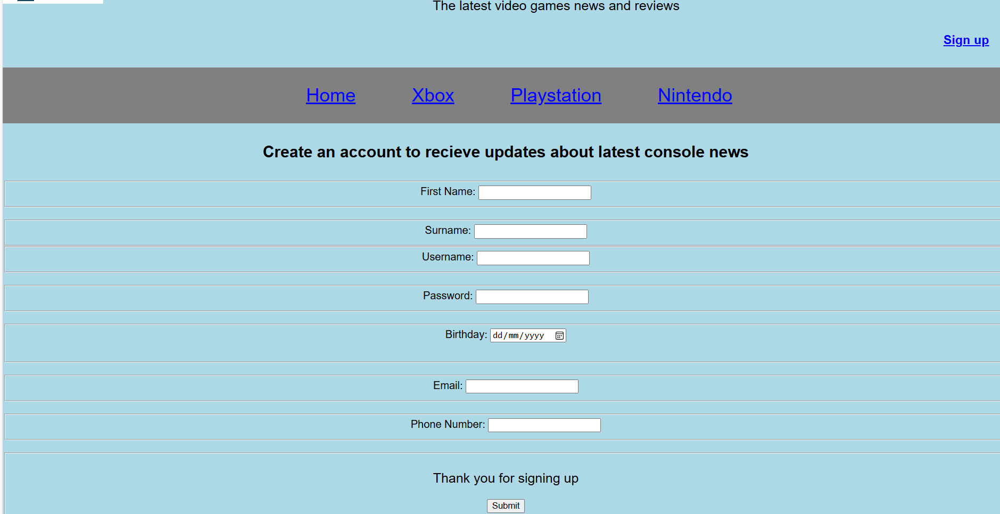 The latest video games news and reviews
Sign up
Home Xbox Playstation Nintendo
Create an account to recieve updates about latest console news
First Name:
Surname:
Username:
Password:
Birthday: dd/mm/yyyy
Email:
Phone Number:
Thank you for signing up
Submit